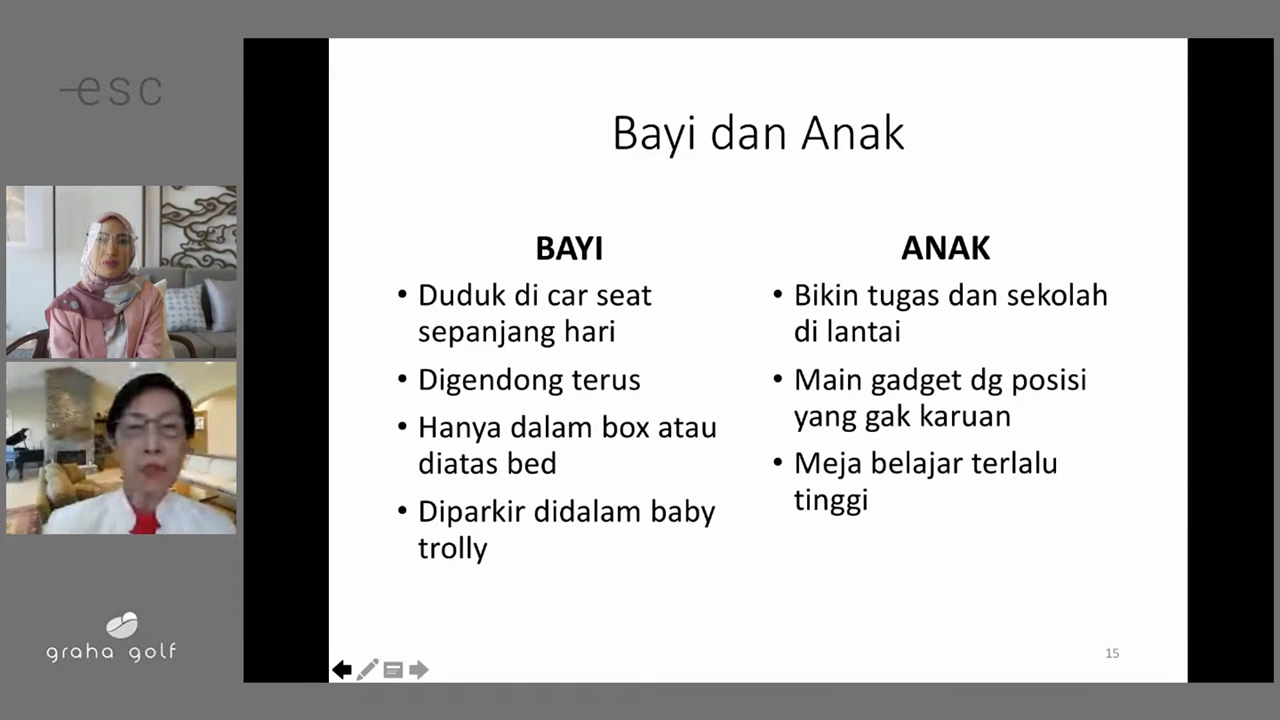 esc
Bayi dan Anak
BAYI
• Duduk di car seat
sepanjang hari
• Digendong terus
• Hanya dalam box atau
diatas bed
• Diparkir didalam baby
trolly
ANAK
• Bikin tugas dan sekolah
di lantai
• Main gadget dg posisi
yang gak karuan
• Meja belajar terlalu
tinggi
graha golf
15